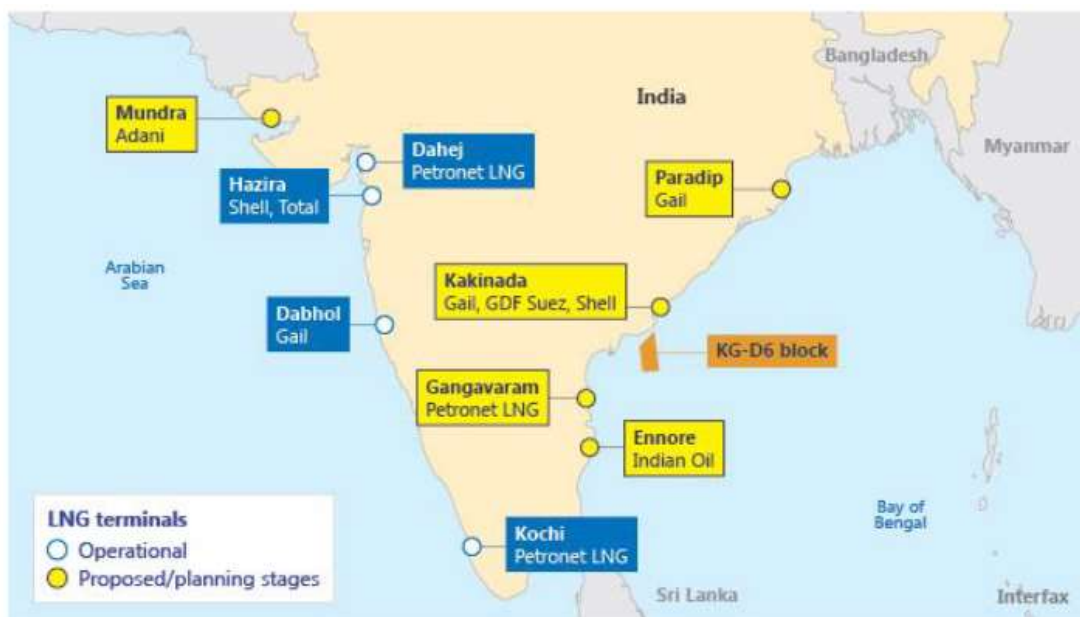 Bangladesh
India
Mundra
Adani
Myanmar
Dahej
Petronet LNG
Hazira
Shell, Total
Paradip
Gail
Arabian
Sea
Kakinada
Gail, GDF Suez, Shell
Dabhol
Gail
KG-D6 block
Gangavaram
Petronet LNG
Ennore
Indian Oil
LNG terminals
Operational
Proposed/planning stages
Bay of
Bengal
Kochi
Petronet LNG
Sri Lanka
Interfax